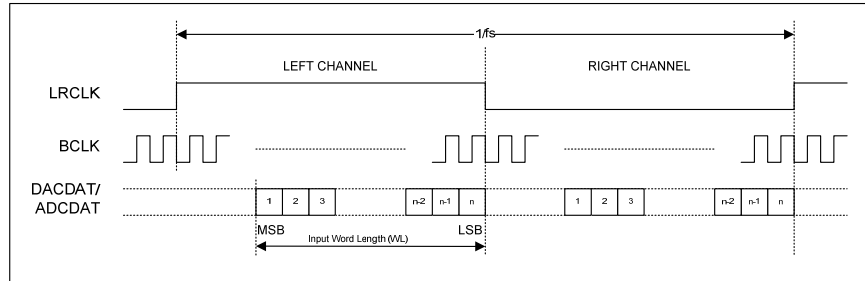 1/fs
LEFT CHANNEL RIGHT CHANNEL
LRCLK
BCLK
DACDAT/
ADCDAT
1 2 3 n-2 n-1 n 1 2 3 n-2 n-1 n
MSB LSB
Input Word Length (WL)